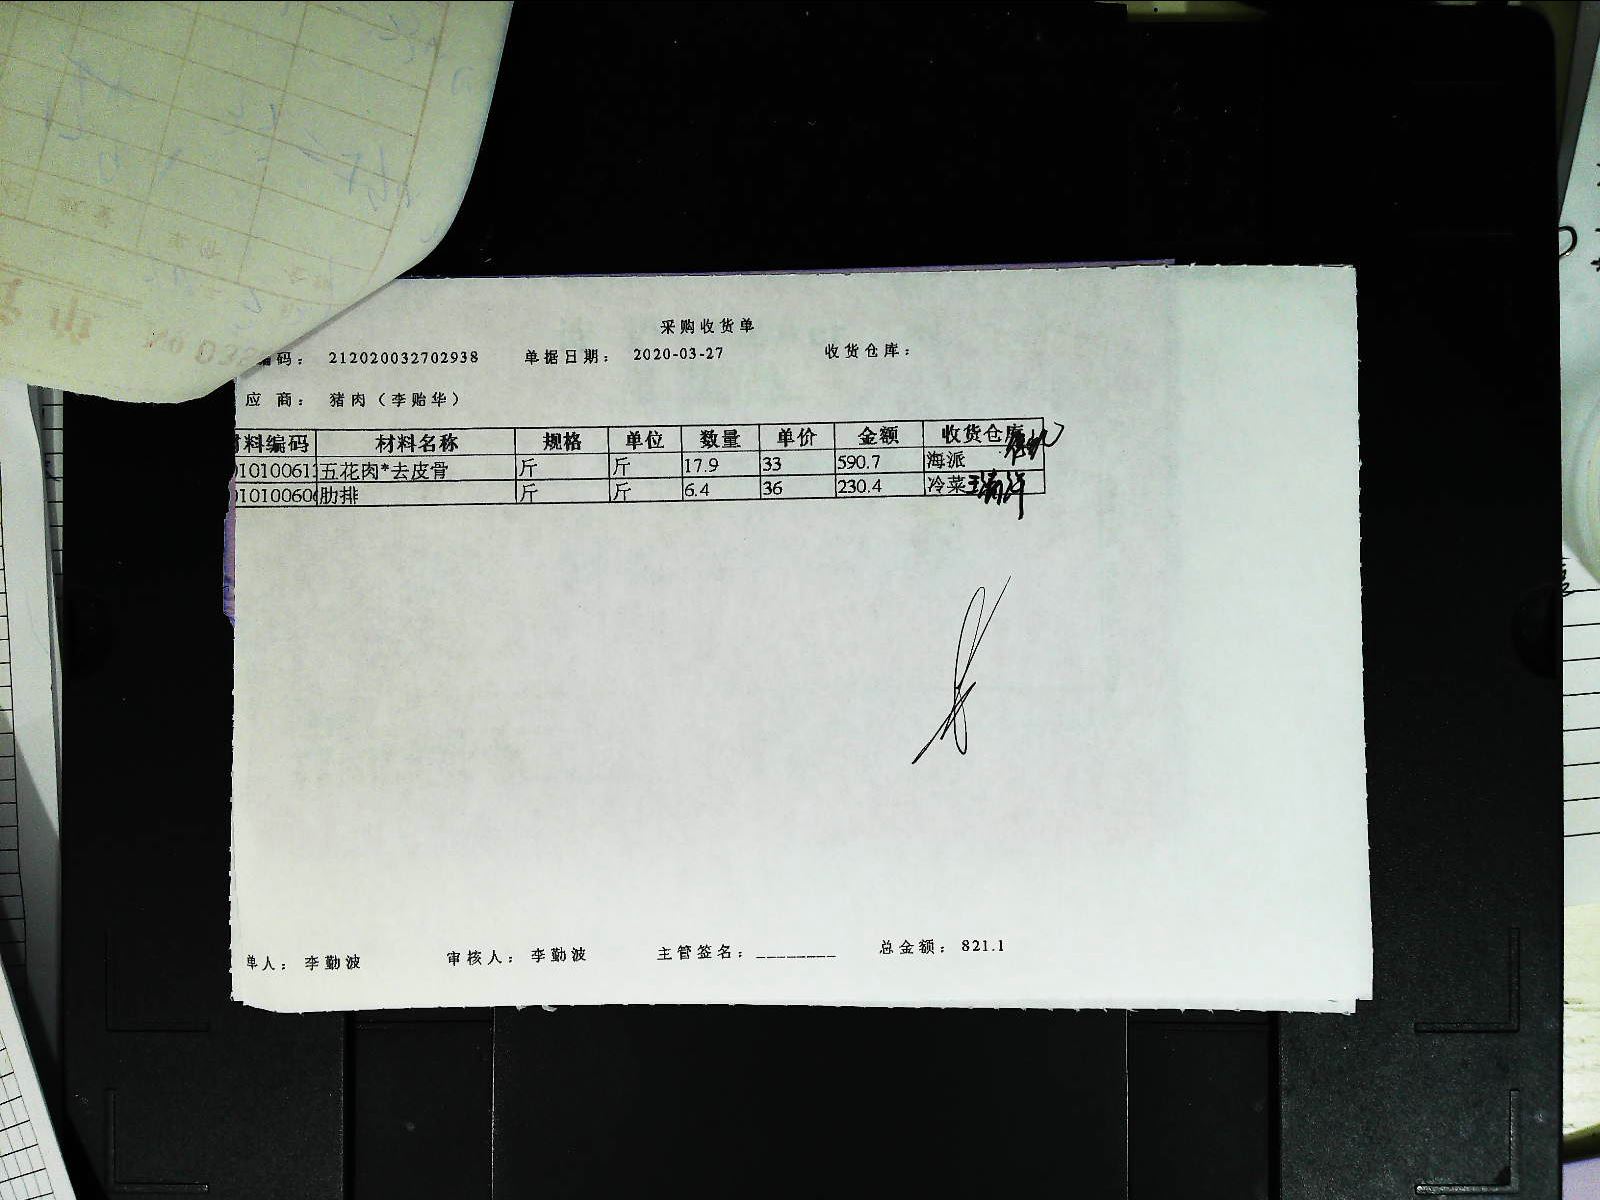 采购收货单
编码： 212020032702938 单据日期： 2020-03-27 收货仓库：
应 商： 猪肉（李贻华）
材料编码 材料名称 规格 单位 数量 单价 金额 收货仓库
010100611 五花肉*去皮骨 斤 斤 17.9 33 590.7 海派
010100606 肋排 斤 斤 6.4 36 230.4 冷菜
单人： 李勤波 审核人： 李勤波 主管签名：________ 总金额： 821.1